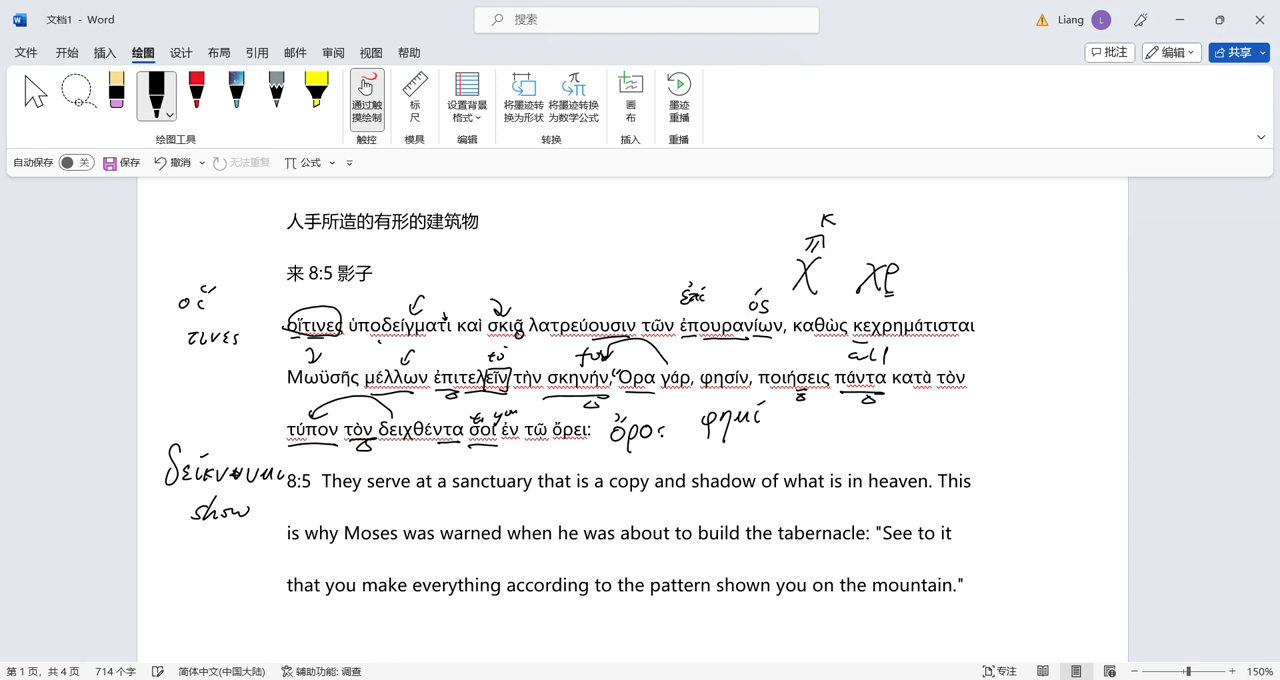 文档1 - Word
搜索
Liang
L
文件 开始 插入 绘图 设计 布局 引用 邮件 审阅 视图 帮助
批注 编辑 共享
通过触摸绘制
标尺
设置背景格式
将墨迹转换为形状
将墨迹转换为数学公式
画布
墨迹重播
绘图工具 触控 模具 编辑 转换 插入 重播
自动保存 关 保存 撤消 无法重复 公式
人手所造的有形的建筑物
κ
χ χρ
来 8:5 影子
οἵ
ὅς
τινες
οἵτινες ὑποδείγματι καὶ σκιᾷ λατρεύουσιν τῶν ἐπουρανίων, καθὼς κεχρημάτισται
to for all
Μωϋσῆς μέλλων ἐπιτελεῖν τὴν σκηνήν, Ὅρα γάρ, φησίν, ποιήσεις πάντα κατὰ τὸν
you
τύπον τὸν δειχθέντα σοι ἐν τῷ ὄρει:
ὄρος φημί
show
8:5 They serve at a sanctuary that is a copy and shadow of what is in heaven. This
is why Moses was warned when he was about to build the tabernacle: "See to it
that you make everything according to the pattern shown you on the mountain."
第 1 页，共 4 页 714 个字 简体中文(中国大陆) 辅助功能: 调查 专注 150%